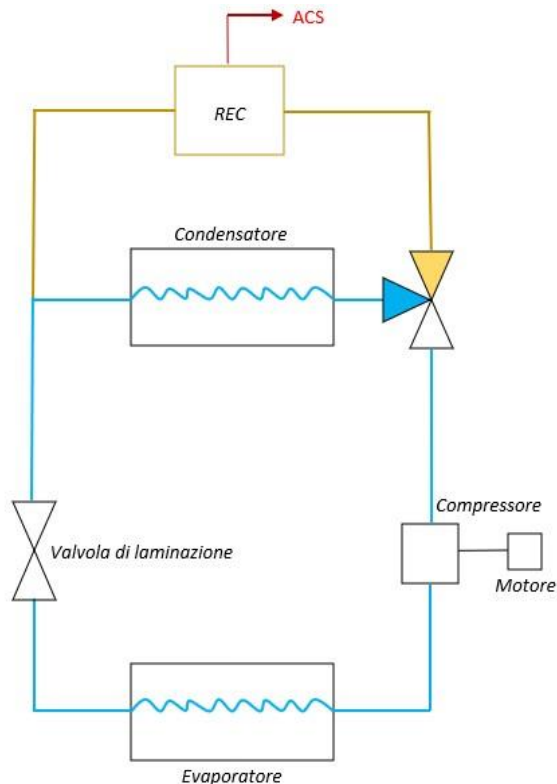 ACS
REC
Condensatore
Compressore
Valvola di laminazione
Motore
Evaporatore